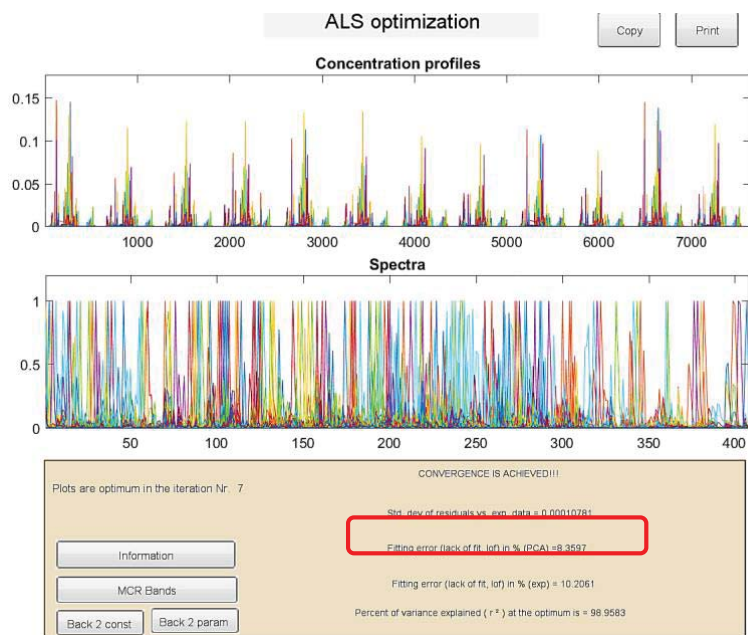 ALS optimization
Copy
Print
Concentration profiles
0.15
0.1
0.05
0
1000 2000 3000 4000 5000 6000 7000
Spectra
1
0.5
0
50 100 150 200 250 300 350 400
CONVERGENCE IS ACHIEVED!!!
Plots are optimum in the iteration Nr. 7
Std. dev of residuals vs. exp. data = 0.00010781
Fitting error (lack of fit, lof) in % (PCA) =8.3597
Information
Fitting error (lack of fit, lof) in % (exp) = 10.2061
MCR Bands
Percent of variance explained ( r ² ) at the optimum is = 98.9583
Back 2 const
Back 2 param